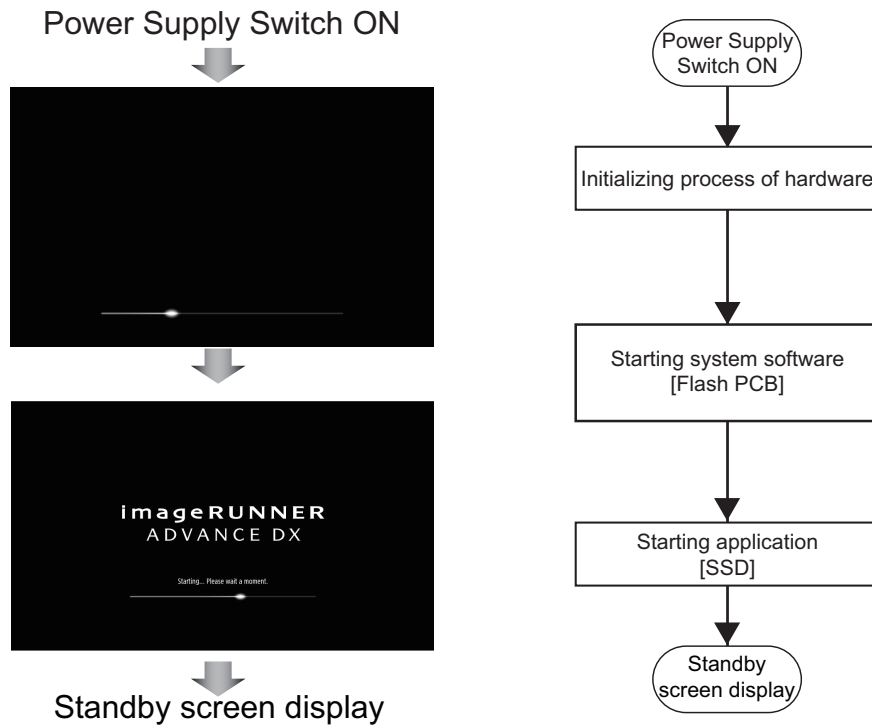 Power Supply Switch ON
imageRUNNER
ADVANCE DX
Starting... Please wait a moment.
Standby screen display
Power Supply
Switch ON
Initializing process of hardware
Starting system software
[Flash PCB]
Starting application
[SSD]
Standby
screen display